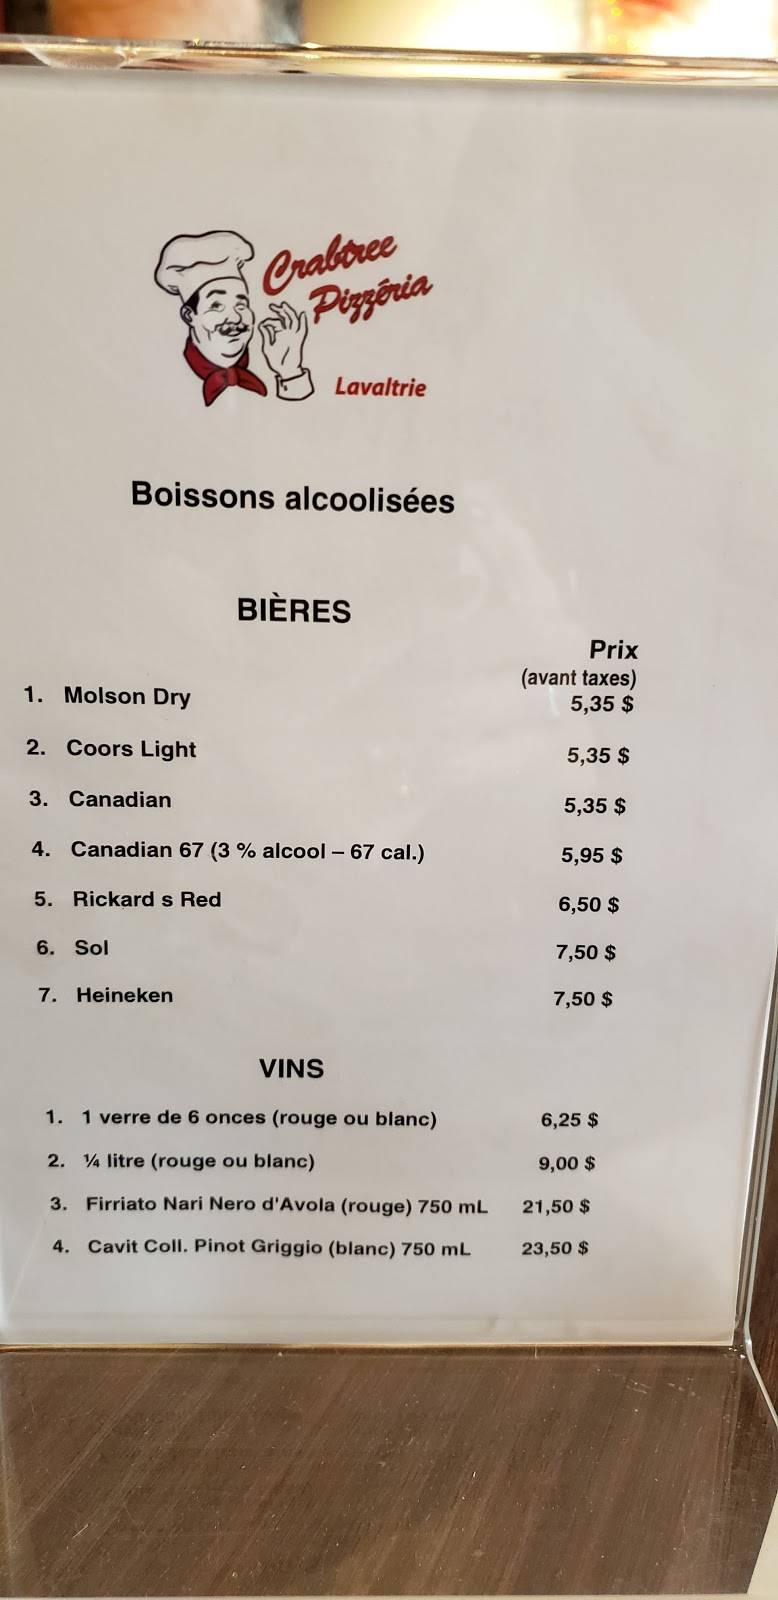 Crabtree
Pizzéria
Lavaltrie
Boissons alcoolisées
BIÈRES
Prix
(avant taxes)
1. Molson Dry 5,35 $
2. Coors Light 5,35 $
3. Canadian 5,35 $
4. Canadian 67 (3 % alcool – 67 cal.) 5,95 $
5. Rickard s Red 6,50 $
6. Sol 7,50 $
7. Heineken 7,50 $
VINS
1. 1 verre de 6 onces (rouge ou blanc) 6,25 $
2. ¼ litre (rouge ou blanc) 9,00 $
3. Firriato Nari Nero d'Avola (rouge) 750 mL 21,50 $
4. Cavit Coll. Pinot Griggio (blanc) 750 mL 23,50 $